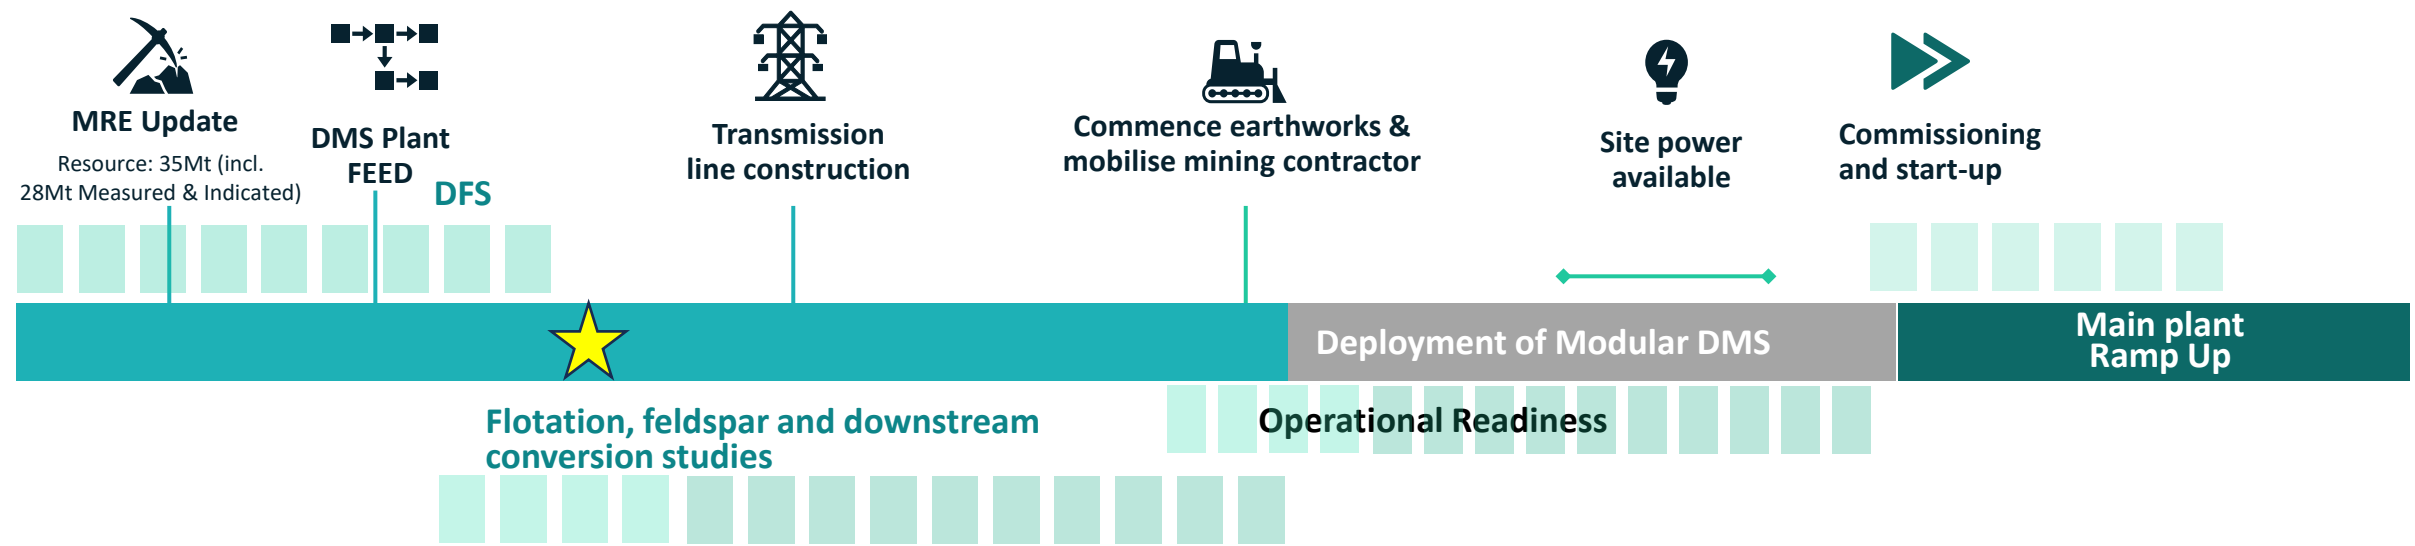 MRE Update
Resource: 35Mt (incl.
28Mt Measured & Indicated)
DMS Plant
FEED
DFS
Transmission
line construction
Commence earthworks &
mobilise mining contractor
Site power
available
Commissioning
and start-up
Deployment of Modular DMS
Main plant
Ramp Up
Flotation, feldspar and downstream
conversion studies
Operational Readiness